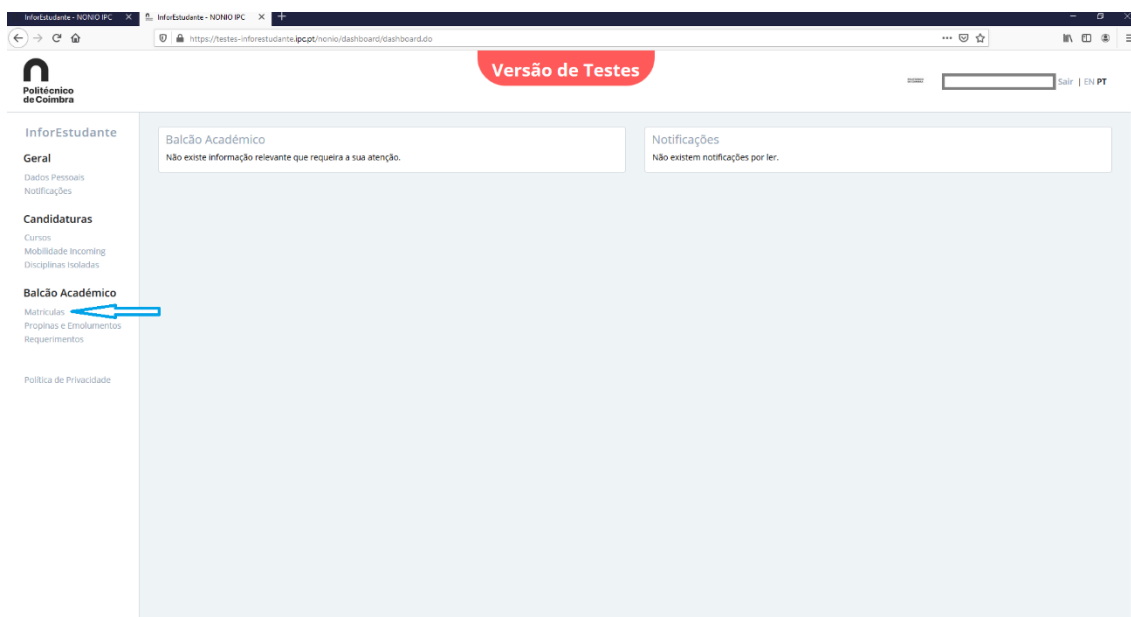 InforEstudante - NONIO IPC
InforEstudante - NONIO IPC
https://testes-inforestudante.ipc.pt/nonio/dashboard/dashboard.do
Versão de Testes
Politécnico
de Coimbra
Sair | EN PT
InforEstudante
Geral
Dados Pessoais
Notificações
Candidaturas
Cursos
Mobilidade Incoming
Disciplinas Isoladas
Balcão Académico
Matrículas
Propinas e Emolumentos
Requerimentos
Política de Privacidade
Balcão Académico
Não existe informação relevante que requeira a sua atenção.
Notificações
Não existem notificações por ler.